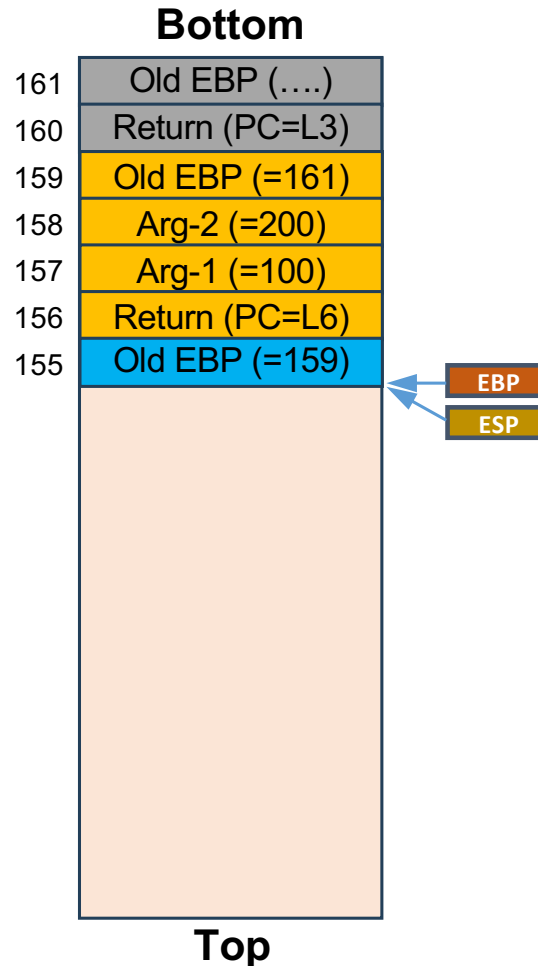 Bottom
161 Old EBP (....)
160 Return (PC=L3)
159 Old EBP (=161)
158 Arg-2 (=200)
157 Arg-1 (=100)
156 Return (PC=L6)
155 Old EBP (=159)
EBP
ESP
Top